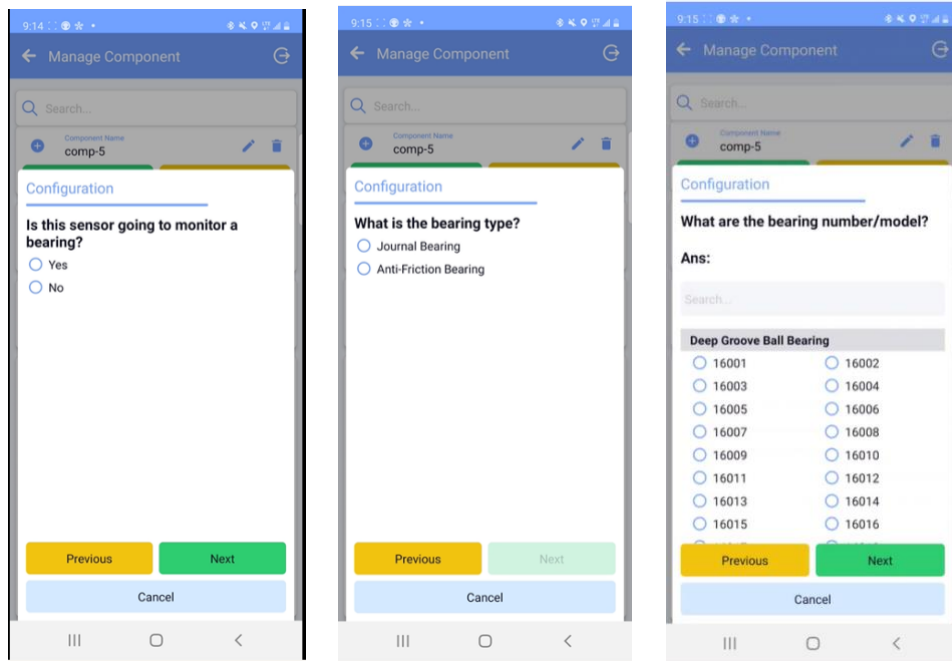 9:14
Manage Component
Search...
Component Name
comp-5
Configuration
Is this sensor going to monitor a
bearing?
Yes
No
Previous
Next
Cancel
9:15
Manage Component
Search...
Component Name
comp-5
Configuration
What is the bearing type?
Journal Bearing
Anti-Friction Bearing
Previous
Next
Cancel
9:15
Manage Component
Search...
Component Name
comp-5
Configuration
What are the bearing number/model?
Ans:
Search...
Deep Groove Ball Bearing
16001 16002
16003 16004
16005 16006
16007 16008
16009 16010
16011 16012
16013 16014
16015 16016
Previous
Next
Cancel